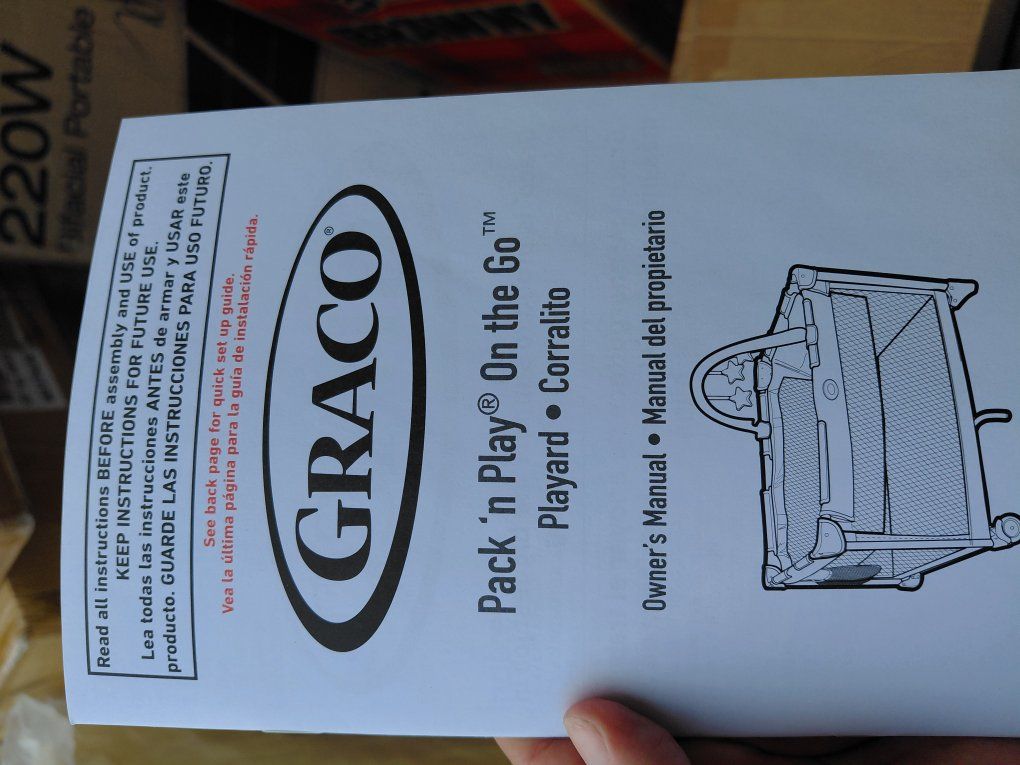 Read all instructions BEFORE assembly and USE of product.
KEEP INSTRUCTIONS FOR FUTURE USE.
Lea todas las instrucciones ANTES de armar y USAR este
producto. GUARDE LAS INSTRUCCIONES PARA USO FUTURO.
See back page for quick set up guide.
Vea la última página para la guía de instalación rápida.
GRACO®
Pack ‘n Play® On the Go™
Playard • Corralito
Owner's Manual • Manual del propietario
220W
Bifacial Portable